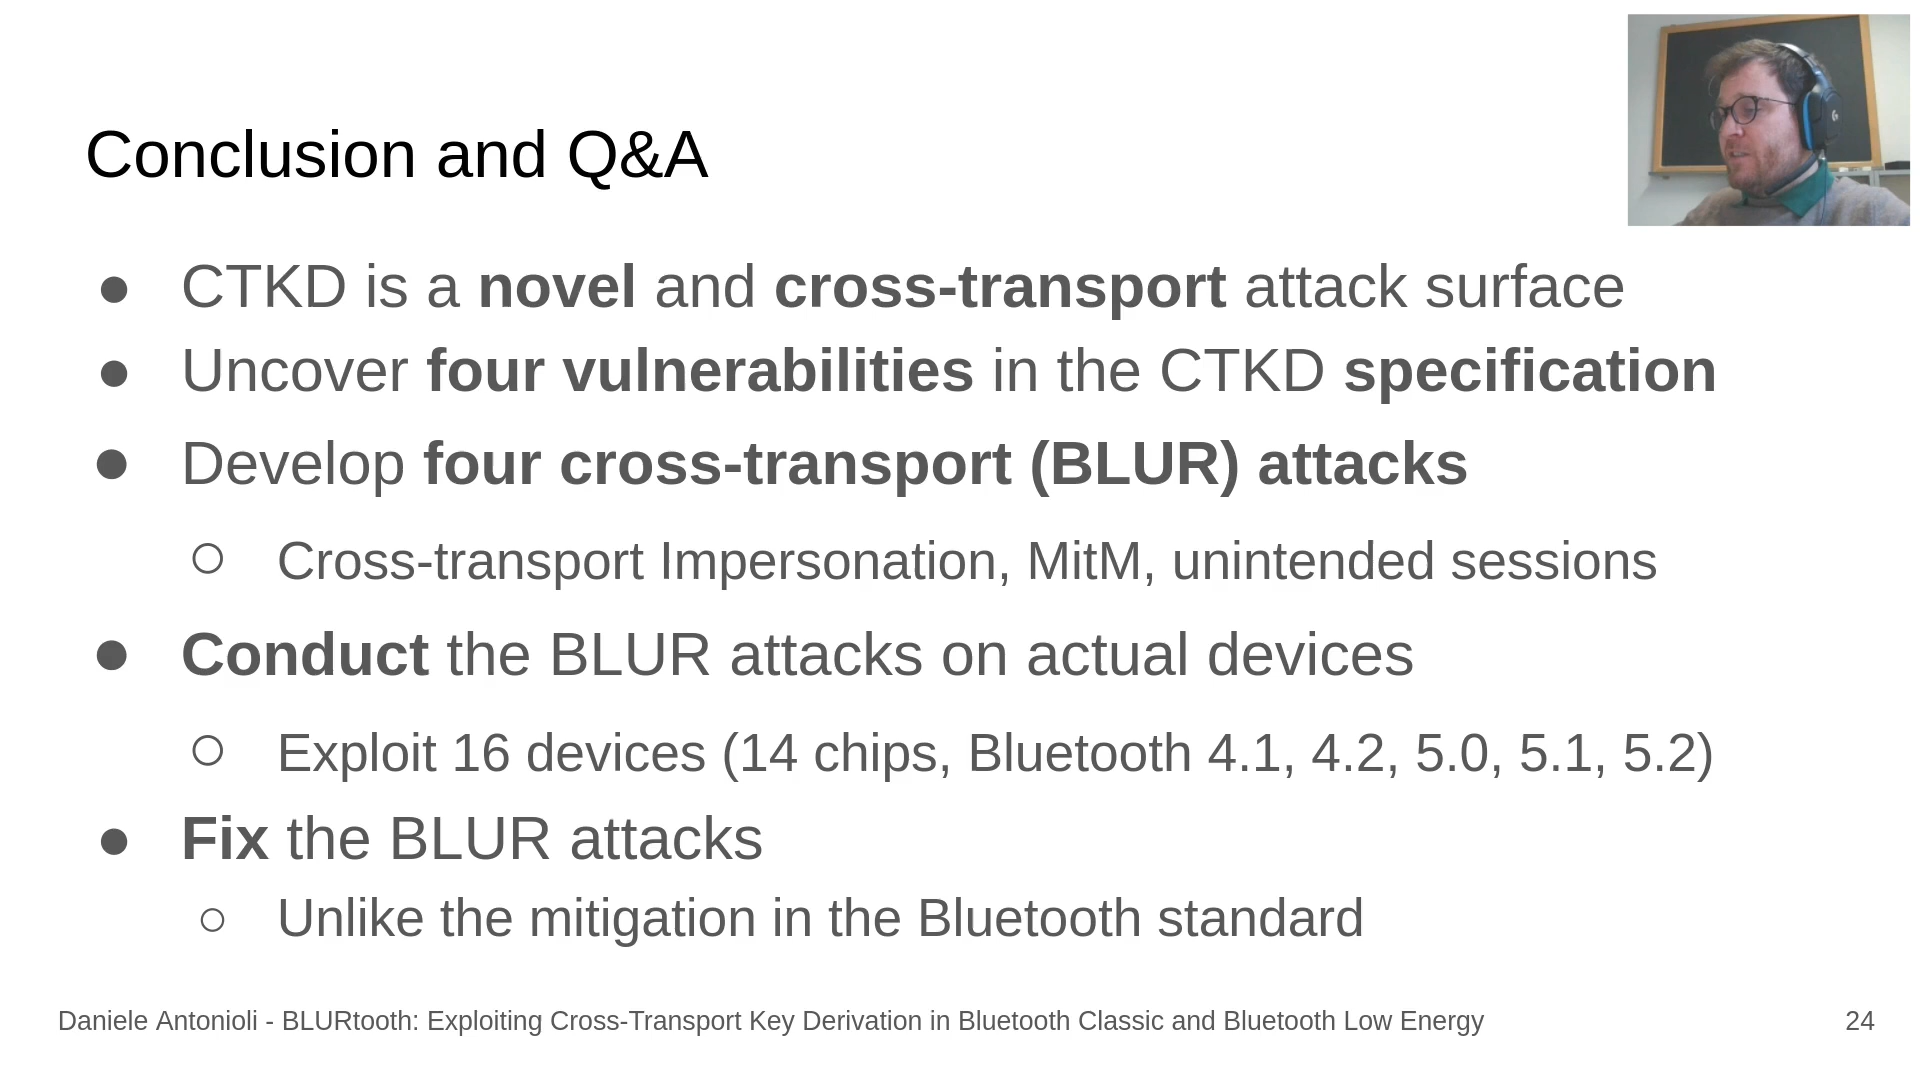 Conclusion and Q&A
● CTKD is a novel and cross-transport attack surface
● Uncover four vulnerabilities in the CTKD specification
● Develop four cross-transport (BLUR) attacks
○ Cross-transport Impersonation, MitM, unintended sessions
● Conduct the BLUR attacks on actual devices
○ Exploit 16 devices (14 chips, Bluetooth 4.1, 4.2, 5.0, 5.1, 5.2)
● Fix the BLUR attacks
○ Unlike the mitigation in the Bluetooth standard
Daniele Antonioli - BLURtooth: Exploiting Cross-Transport Key Derivation in Bluetooth Classic and Bluetooth Low Energy 24